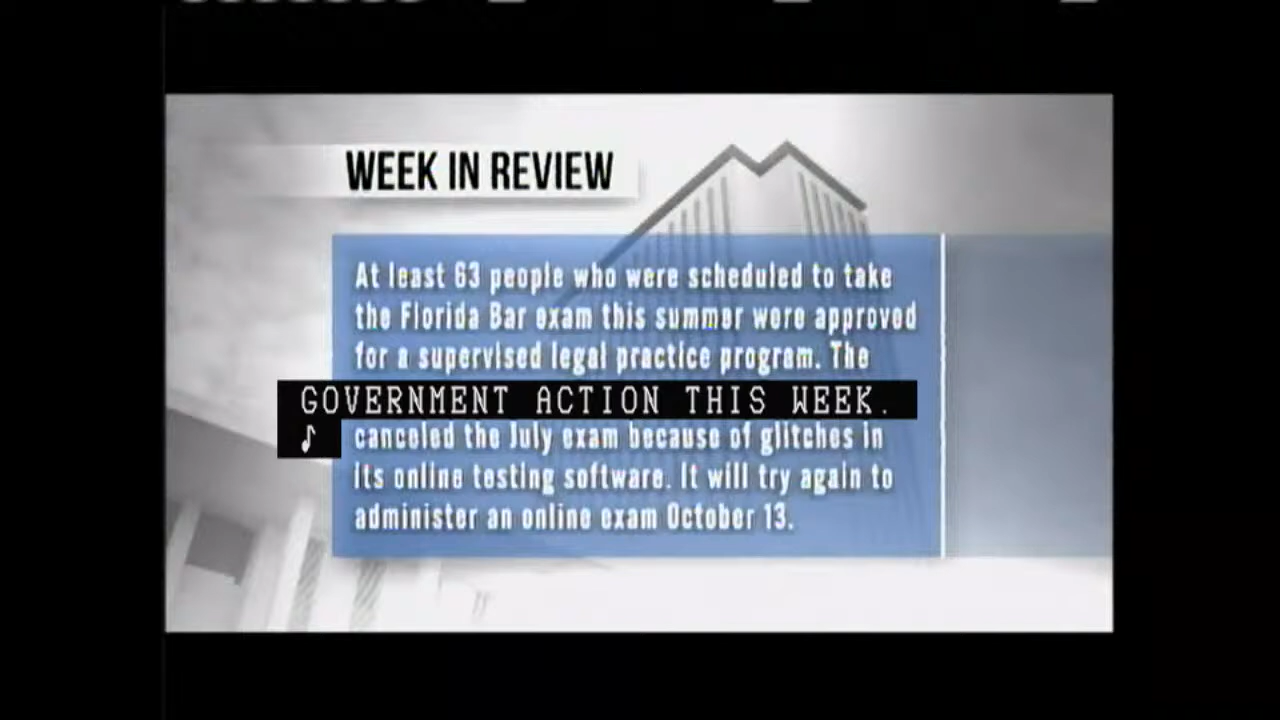 WEEK IN REVIEW
At least 63 people who were scheduled to take
the Florida Bar exam this summer were approved
for a supervised legal practice program. The
GOVERNMENT ACTION THIS WEEK.
♪
canceled the July exam because of glitches in
its online testing software. It will try again to
administer an online exam October 13.